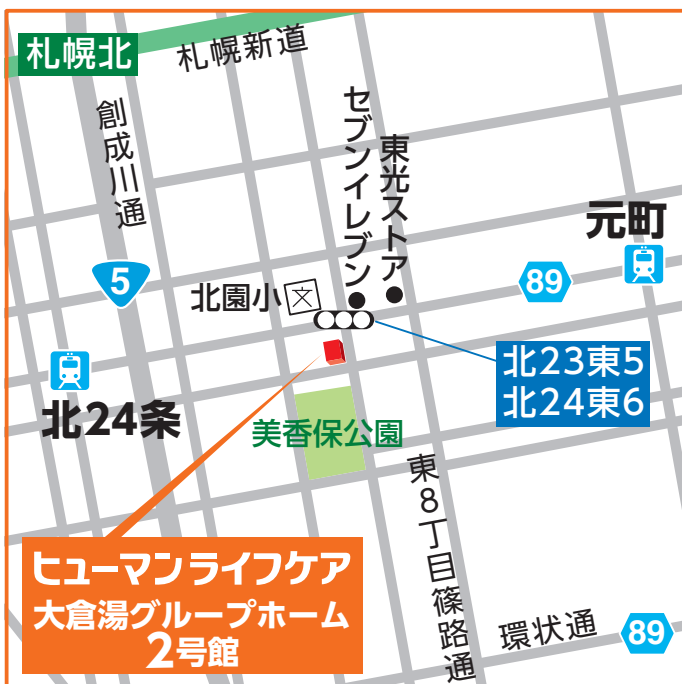 札幌北
札幌新道
創成川通
セブンイレブン
東光ストア
元町
5
北園小
文
89
北23東5
北24東6
北24条
美香保公園
東8丁目篠路通
ヒューマンライフケア
大倉湯グループホーム
2号館
環状通
89